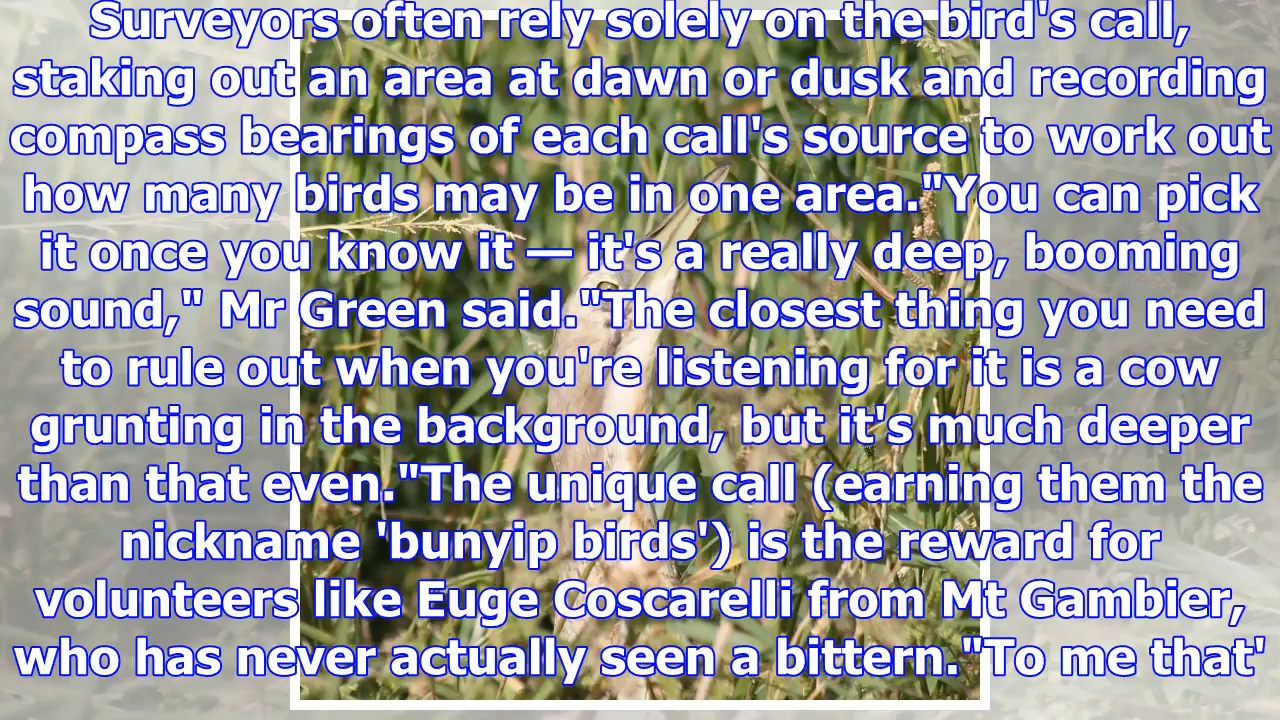 Surveyors often rely solely on the bird's call,
staking out an area at dawn or dusk and recording
compass bearings of each call's source to work out
how many birds may be in one area."You can pick
it once you know it — it's a really deep, booming
sound," Mr Green said."The closest thing you need
to rule out when you're listening for it is a cow
grunting in the background, but it's much deeper
than that even."The unique call (earning them the
nickname 'bunyip birds') is the reward for
volunteers like Euge Coscarelli from Mt Gambier,
who has never actually seen a bittern."To me that'